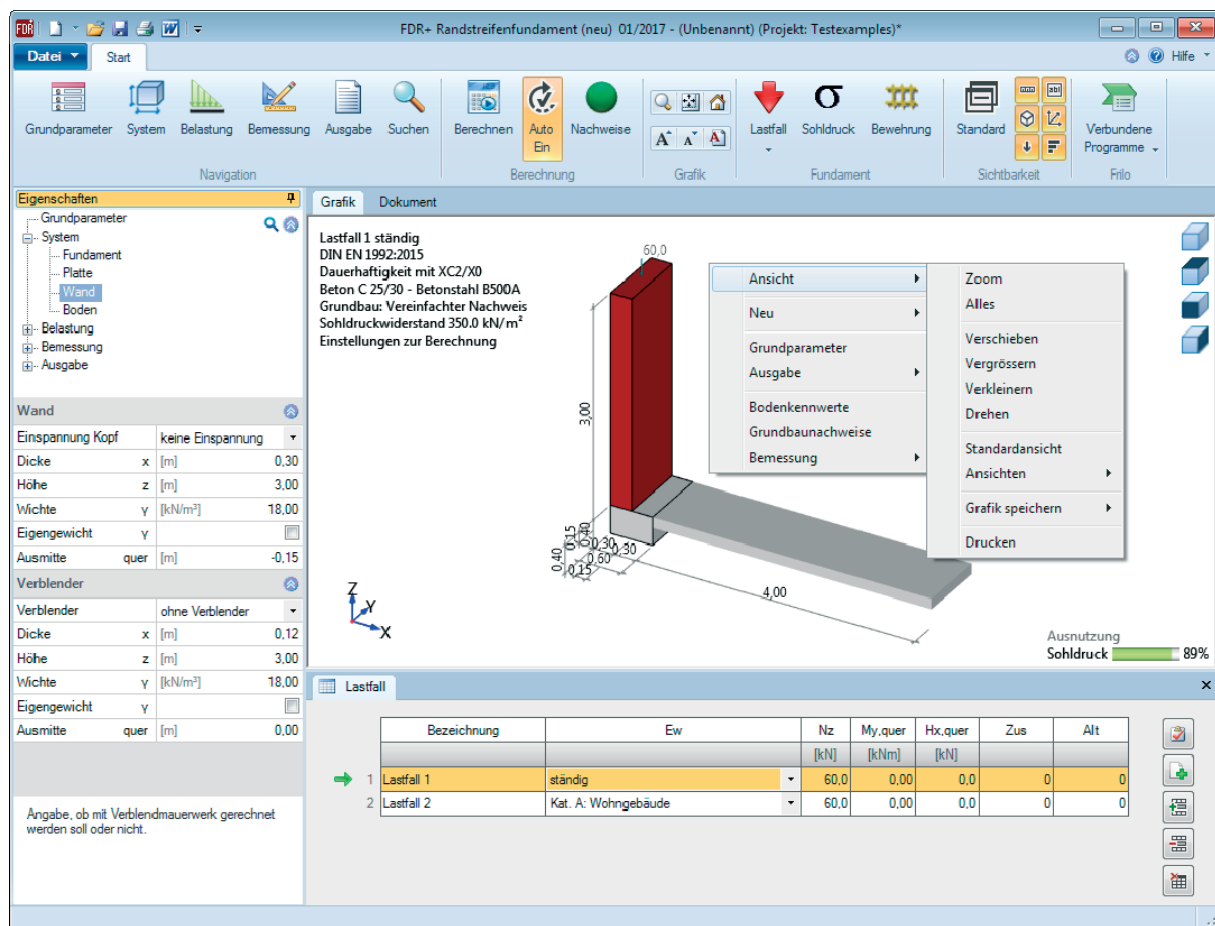 FDR+ Randstreifenfundament (neu) 01/2017 - (Unbenannt) (Projekt: Testexamples)*
Datei
Start
Hilfe
Grundparameter
System
Belastung
Bemessung
Ausgabe
Suchen
Berechnen
Auto Ein
Nachweise
Lastfall
Sohldruck
Bewehrung
Standard
Verbundene Programme
Navigation
Berechnung
Grafik
Fundament
Sichtbarkeit
Frilo
Eigenschaften
Grundparameter
System
Fundament
Platte
Wand
Boden
Belastung
Bemessung
Ausgabe
Wand
Einspannung Kopf keine Einspannung
Dicke x [m] 0,30
Höhe z [m] 3,00
Wichte γ [kN/m³] 18,00
Eigengewicht γ
Ausmitte quer [m] -0,15
Verblender
Verblender ohne Verblender
Dicke x [m] 0,12
Höhe z [m] 3,00
Wichte γ [kN/m³] 18,00
Eigengewicht γ
Ausmitte quer [m] 0,00
Angabe, ob mit Verblendmauerwerk gerechnet
werden soll oder nicht.
Grafik
Dokument
Lastfall 1 ständig
DIN EN 1992:2015
Dauerhaftigkeit mit XC2/X0
Beton C 25/30 - Betonstahl B500A
Grundbau: Vereinfachter Nachweis
Sohldruckwiderstand 350.0 kN/m²
Einstellungen zur Berechnung
60,0
3,00
0,15
0,40
0,40
0,30
0,30
0,60
0,15
4,00
Z
Y
X
Ansicht
Neu
Grundparameter
Ausgabe
Bodenkennwerte
Grundbaunachweise
Bemessung
Zoom
Alles
Verschieben
Vergrössern
Verkleinern
Drehen
Standardansicht
Ansichten
Grafik speichern
Drucken
Ausnutzung
Sohldruck 89%
Lastfall
Bezeichnung Ew Nz My,quer Hx,quer Zus Alt
[kN] [kNm] [kN]
1 Lastfall 1 ständig 60,0 0,00 0,0 0 0
2 Lastfall 2 Kat. A: Wohngebäude 60,0 0,00 0,0 0 0